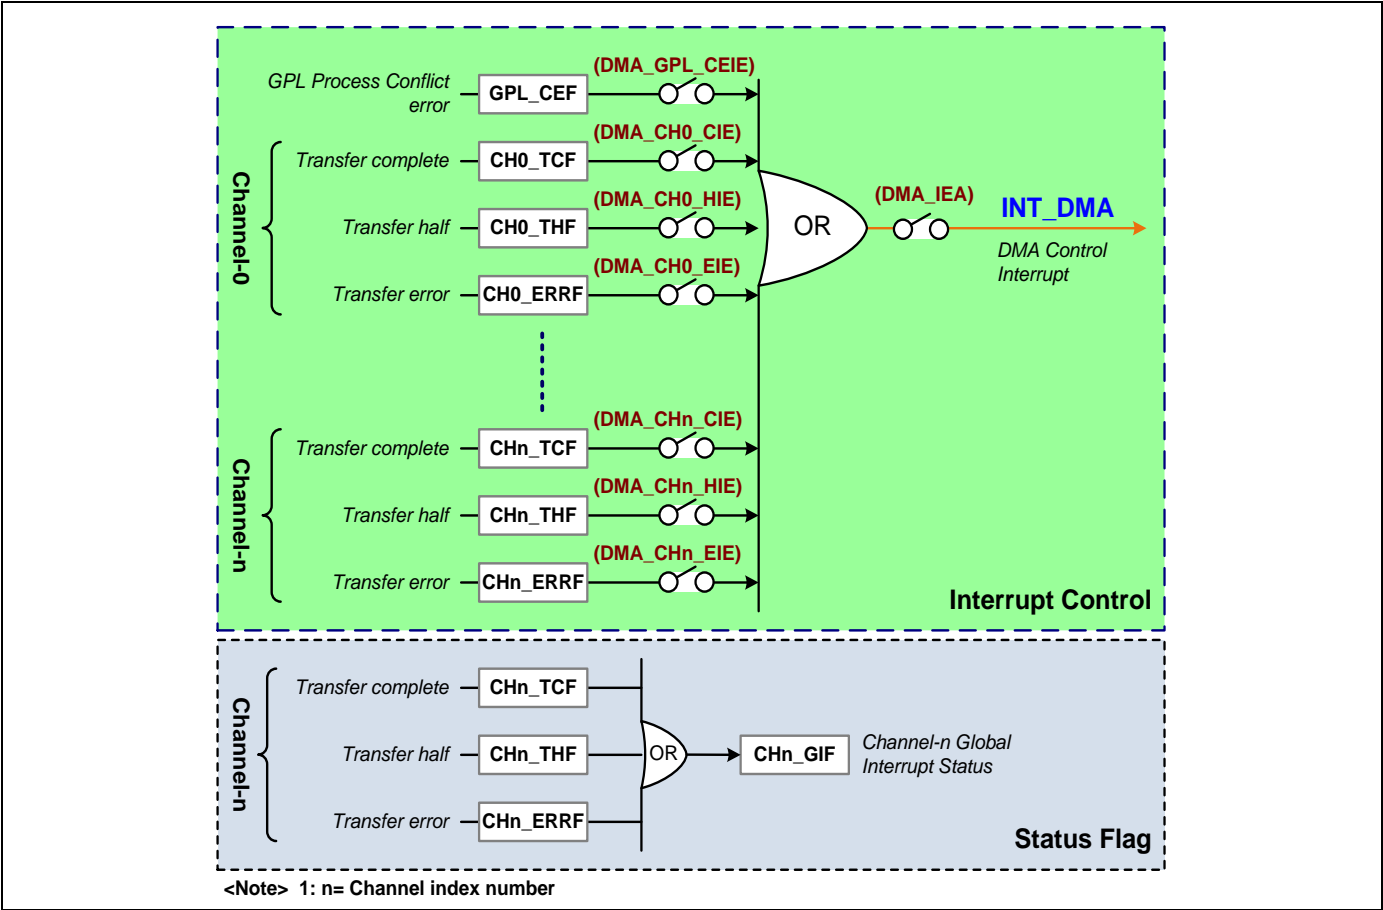 (DMA_GPL_CEIE)
GPL Process Conflict
error
GPL_CEF
Channel-0
(DMA_CH0_CIE)
Transfer complete
CH0_TCF
(DMA_CH0_HIE)
Transfer half
CH0_THF
(DMA_CH0_EIE)
Transfer error
CH0_ERRF
OR
(DMA_IEA)
INT_DMA
DMA Control
Interrupt
Channel-n
(DMA_CHn_CIE)
Transfer complete
CHn_TCF
(DMA_CHn_HIE)
Transfer half
CHn_THF
(DMA_CHn_EIE)
Transfer error
CHn_ERRF
Interrupt Control
Channel-n
Transfer complete
CHn_TCF
Transfer half
CHn_THF
Transfer error
CHn_ERRF
OR
CHn_GIF
Channel-n Global
Interrupt Status
Status Flag
<Note> 1: n= Channel index number